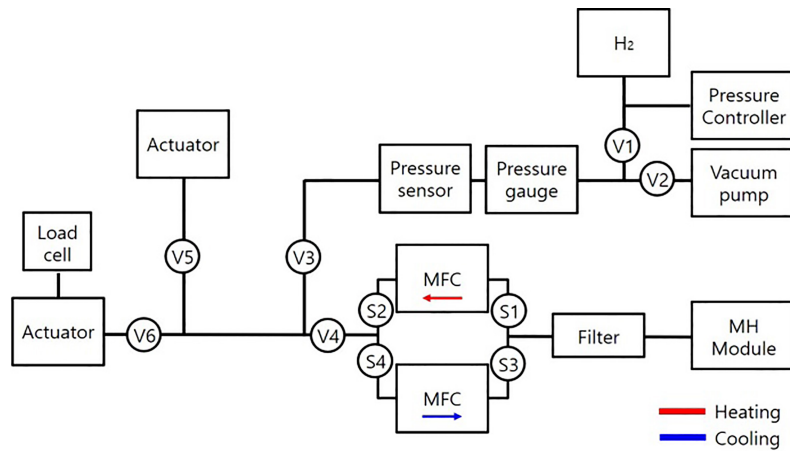 H₂
Pressure
Controller
V1
Actuator
Pressure
sensor
Pressure
gauge
V2
Vacuum
pump
Load
cell
V5
V3
MFC
S2
S1
Actuator
V6
V4
Filter
MH
Module
S4
S3
MFC
Heating
Cooling